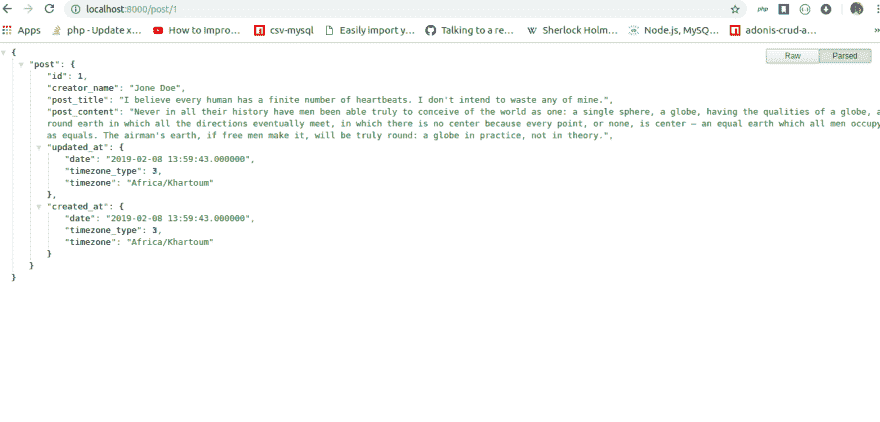 localhost:8000/post/1
Apps php - Update x... How to Impro... csv-mysql Easily import y... Talking to a re... Sherlock Holm... Node.js, MySQ... adonis-crud-a... »
Raw Parsed
{
"post": {
"id": 1,
"creator_name": "Jone Doe",
"post_title": "I believe every human has a finite number of heartbeats. I don't intend to waste any of mine.",
"post_content": "Never in all their history have men been able truly to conceive of the world as one: a single sphere, a globe, having the qualities of a globe, a
round earth in which all the directions eventually meet, in which there is no center because every point, or none, is center — an equal earth which all men occupy
as equals. The airman's earth, if free men make it, will be truly round: a globe in practice, not in theory.",
"updated_at": {
"date": "2019-02-08 13:59:43.000000",
"timezone_type": 3,
"timezone": "Africa/Khartoum"
},
"created_at": {
"date": "2019-02-08 13:59:43.000000",
"timezone_type": 3,
"timezone": "Africa/Khartoum"
}
}
}